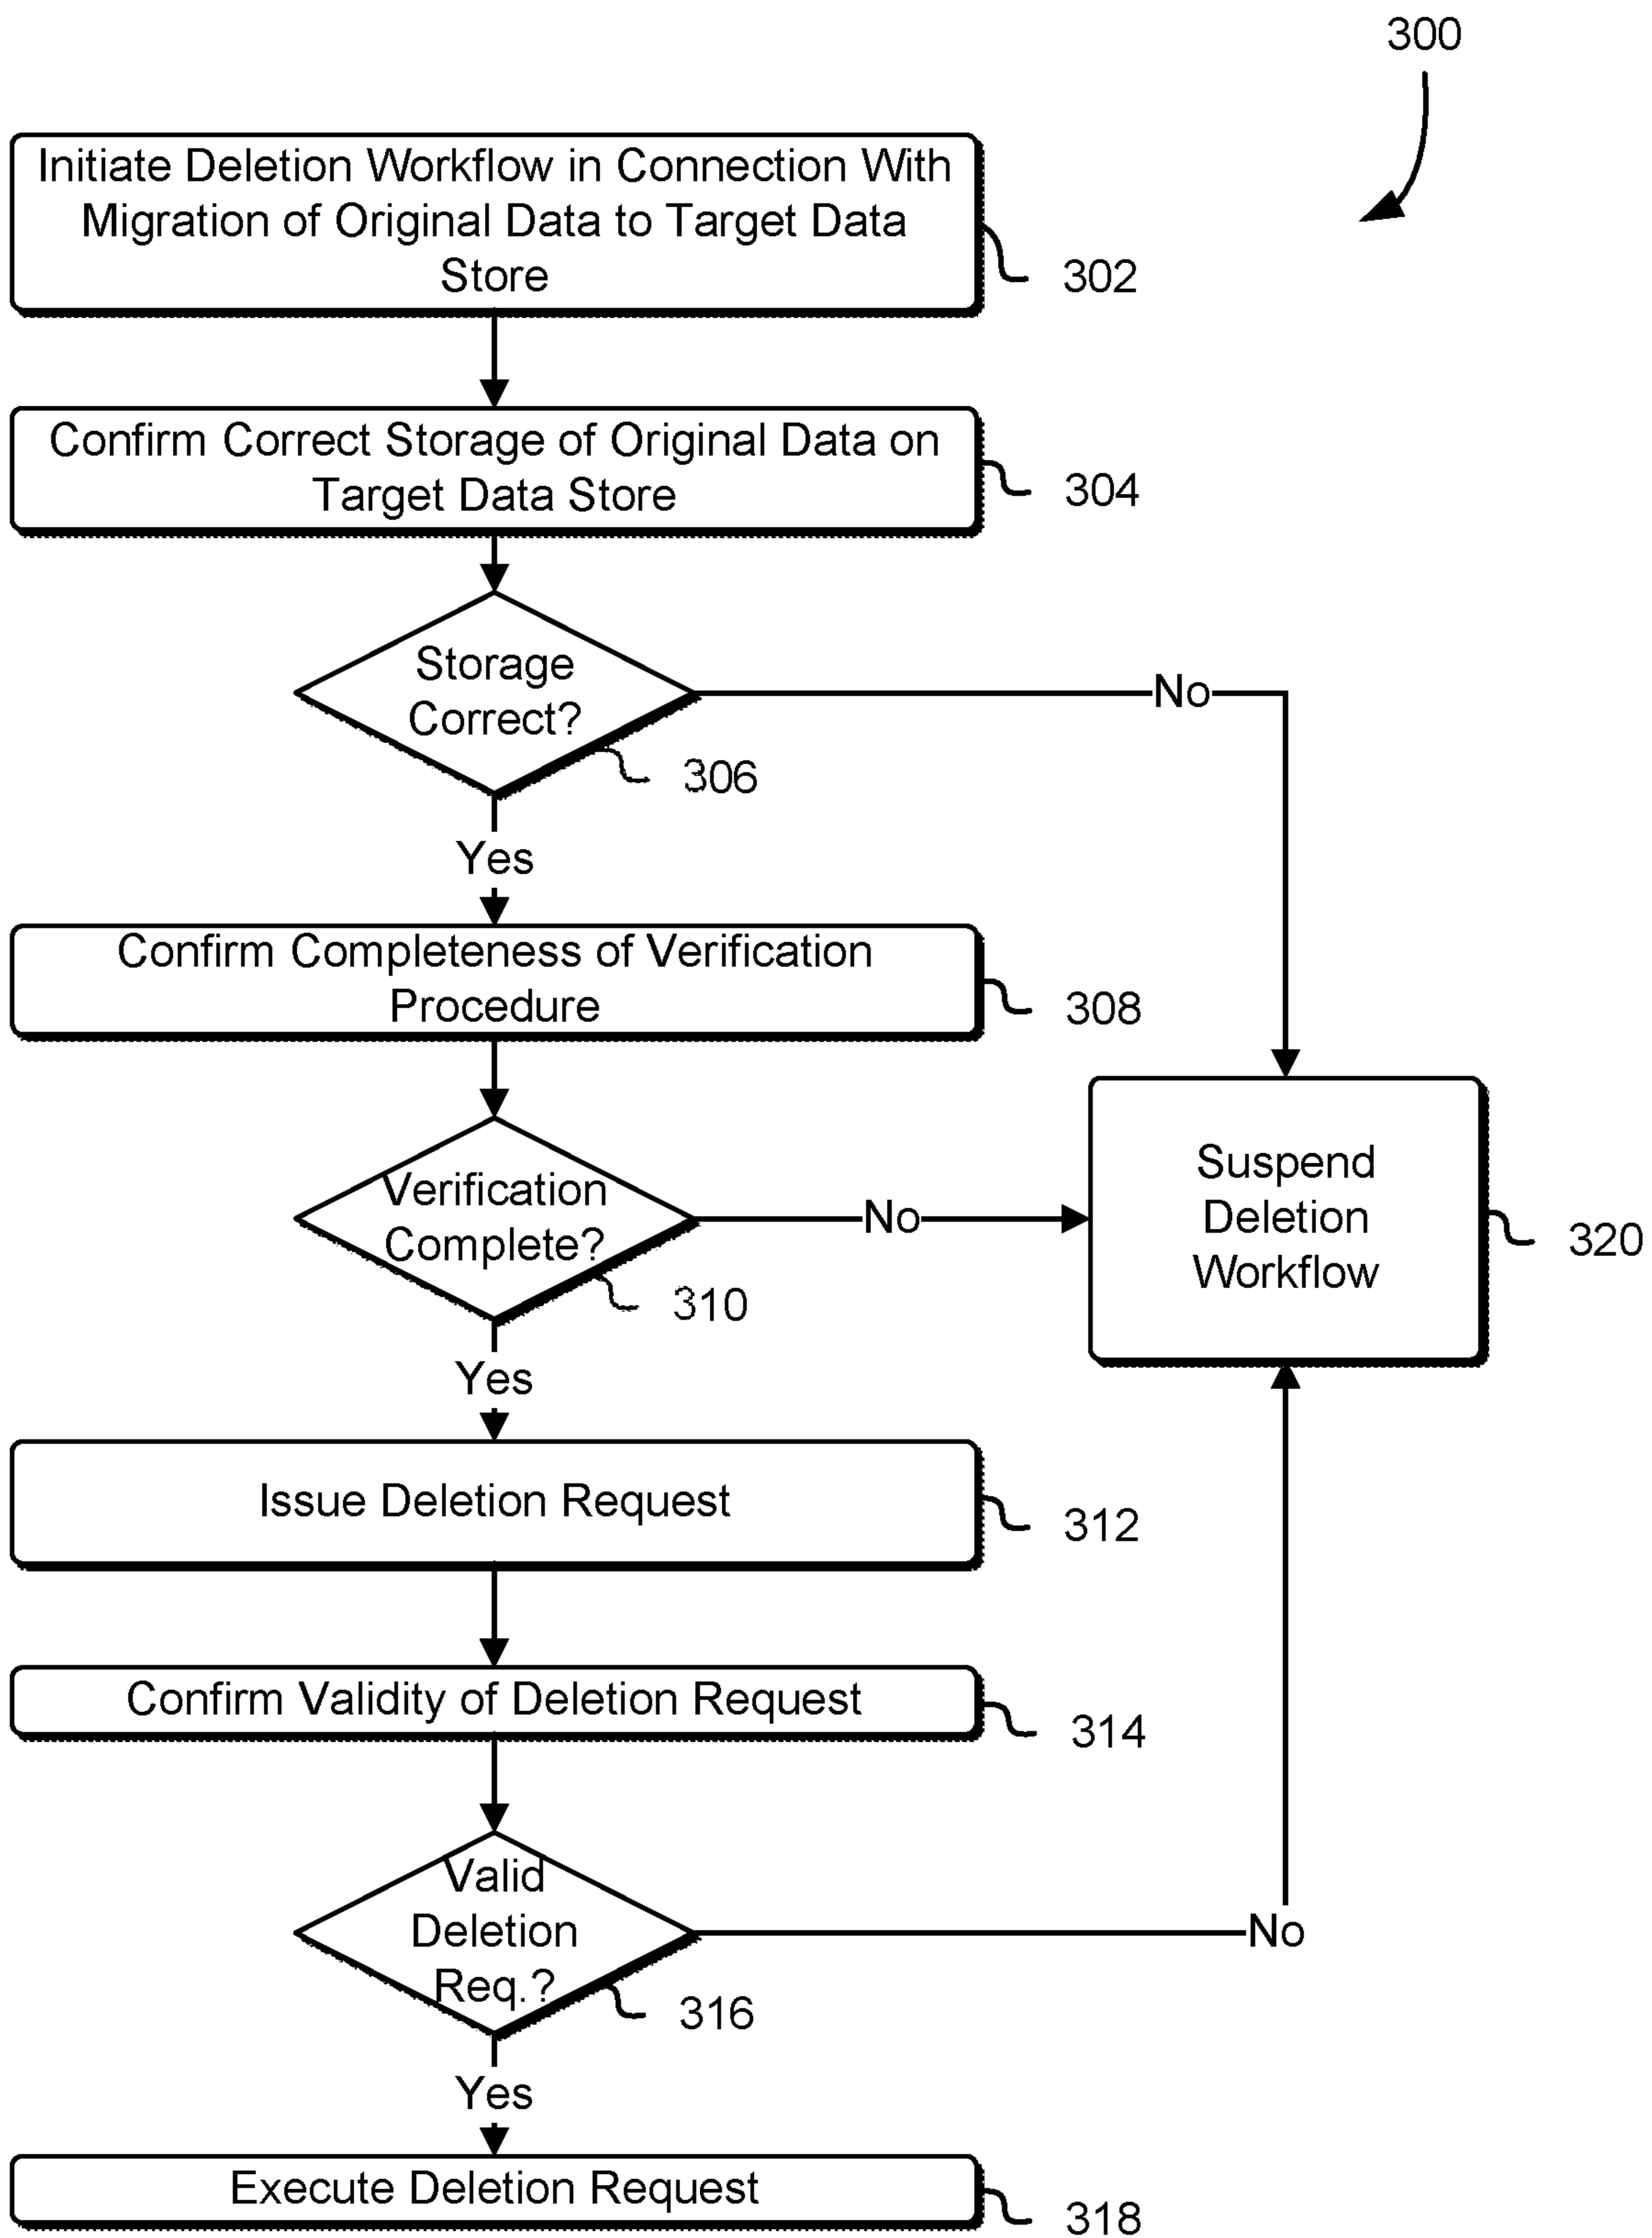 300
Initiate Deletion Workflow in Connection With
Migration of Original Data to Target Data
Store
302
Confirm Correct Storage of Original Data on
Target Data Store
304
Storage
Correct?
No
306
Yes
Confirm Completeness of Verification
Procedure
308
Verification
Complete?
No
310
Suspend
Deletion
Workflow
320
Yes
Issue Deletion Request
312
Confirm Validity of Deletion Request
314
Valid
Deletion
Req.?
No
316
Yes
Execute Deletion Request
318